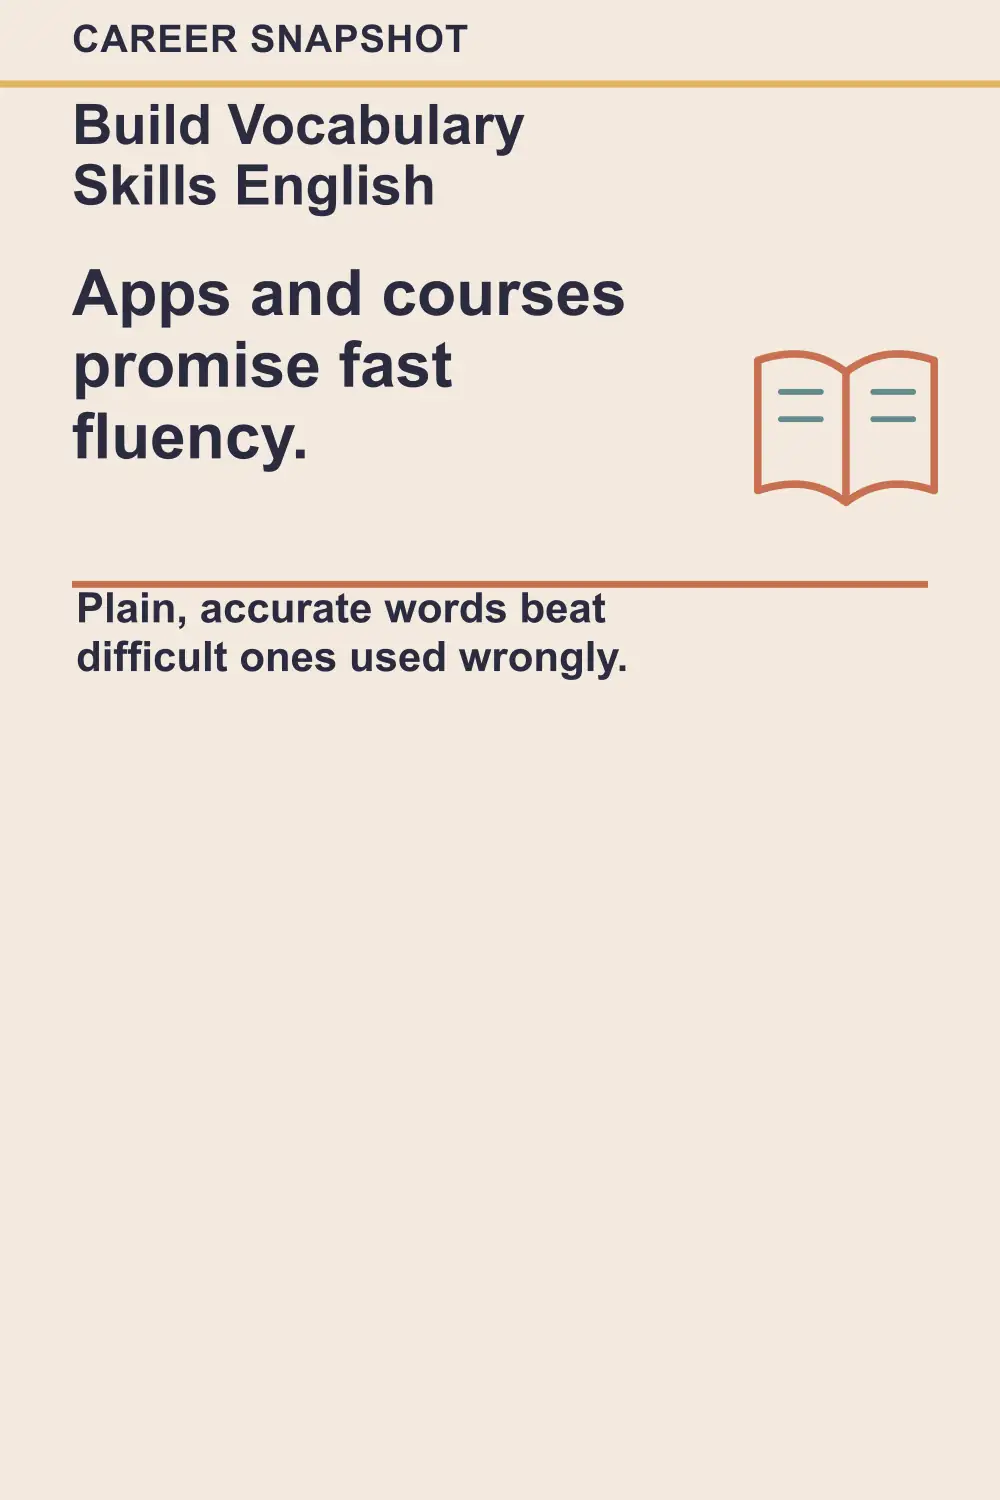 CAREER SNAPSHOT
Build Vocabulary
Skills English
Apps and courses
promise fast
fluency.
Plain, accurate words beat
difficult ones used wrongly.